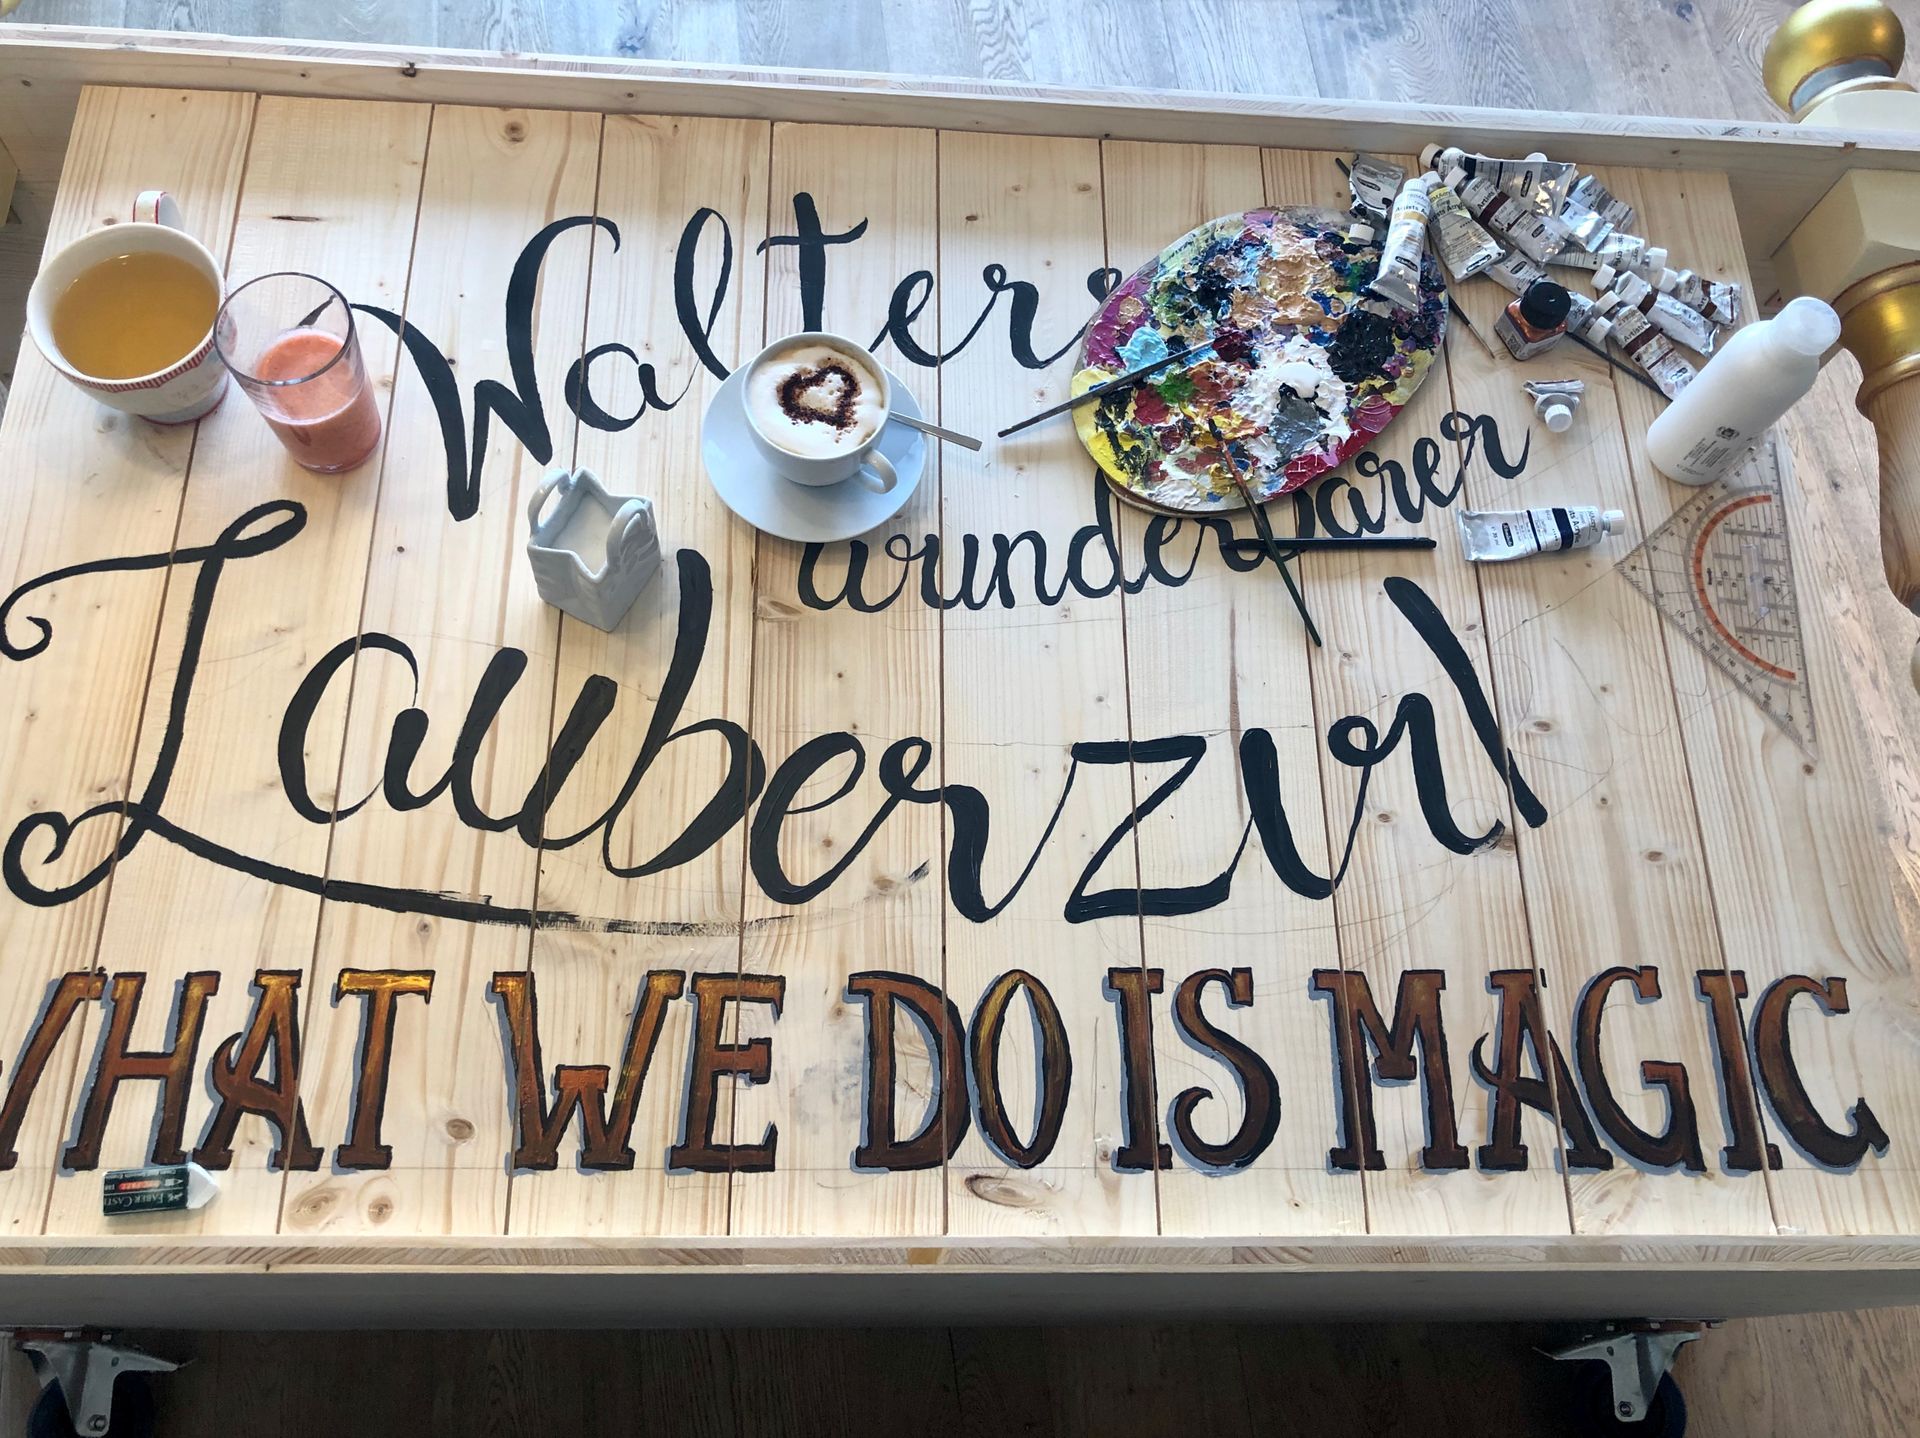 Walters
wunderbarer
Zauberzirl
WHAT WE DO IS MAGIC